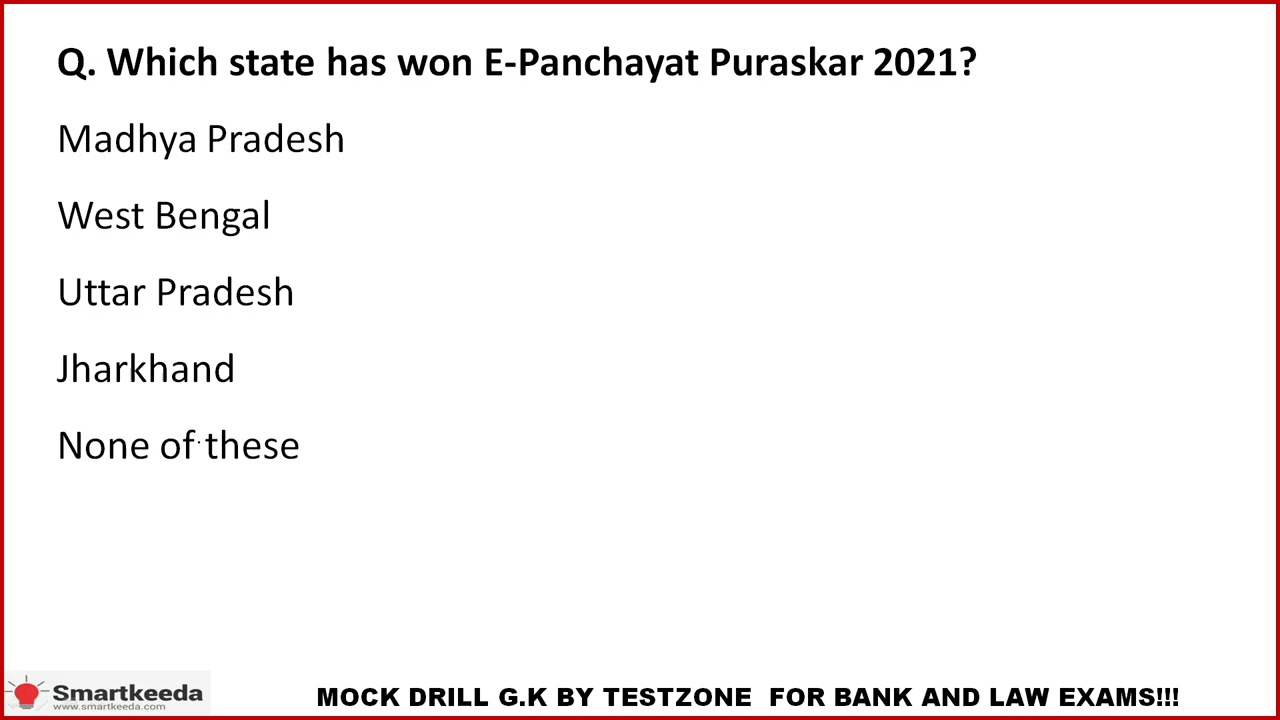 Q. Which state has won E-Panchayat Puraskar 2021?
Madhya Pradesh
West Bengal
Uttar Pradesh
Jharkhand
None of these
Smartkeeda
www.smartkeeda.com
MOCK DRILL G.K BY TESTZONE FOR BANK AND LAW EXAMS!!!